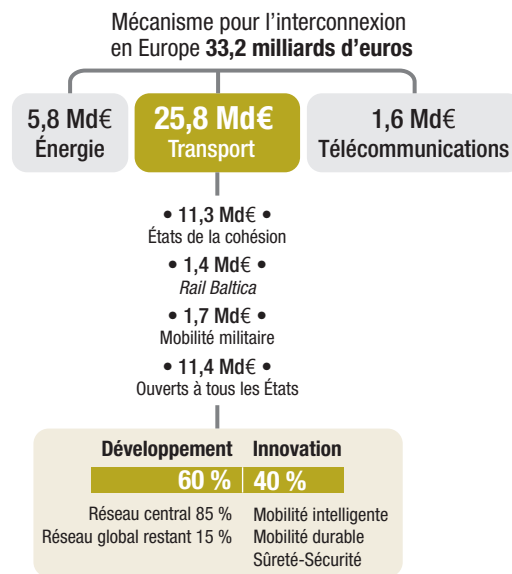 Mécanisme pour l’interconnexion
en Europe 33,2 milliards d’euros
5,8 Md€
Énergie
25,8 Md€
Transport
1,6 Md€
Télécommunications
• 11,3 Md€ •
États de la cohésion
• 1,4 Md€ •
Rail Baltica
• 1,7 Md€ •
Mobilité militaire
• 11,4 Md€ •
Ouverts à tous les États
Développement
60 %
Réseau central 85 %
Réseau global restant 15 %
Innovation
40 %
Mobilité intelligente
Mobilité durable
Sûreté-Sécurité